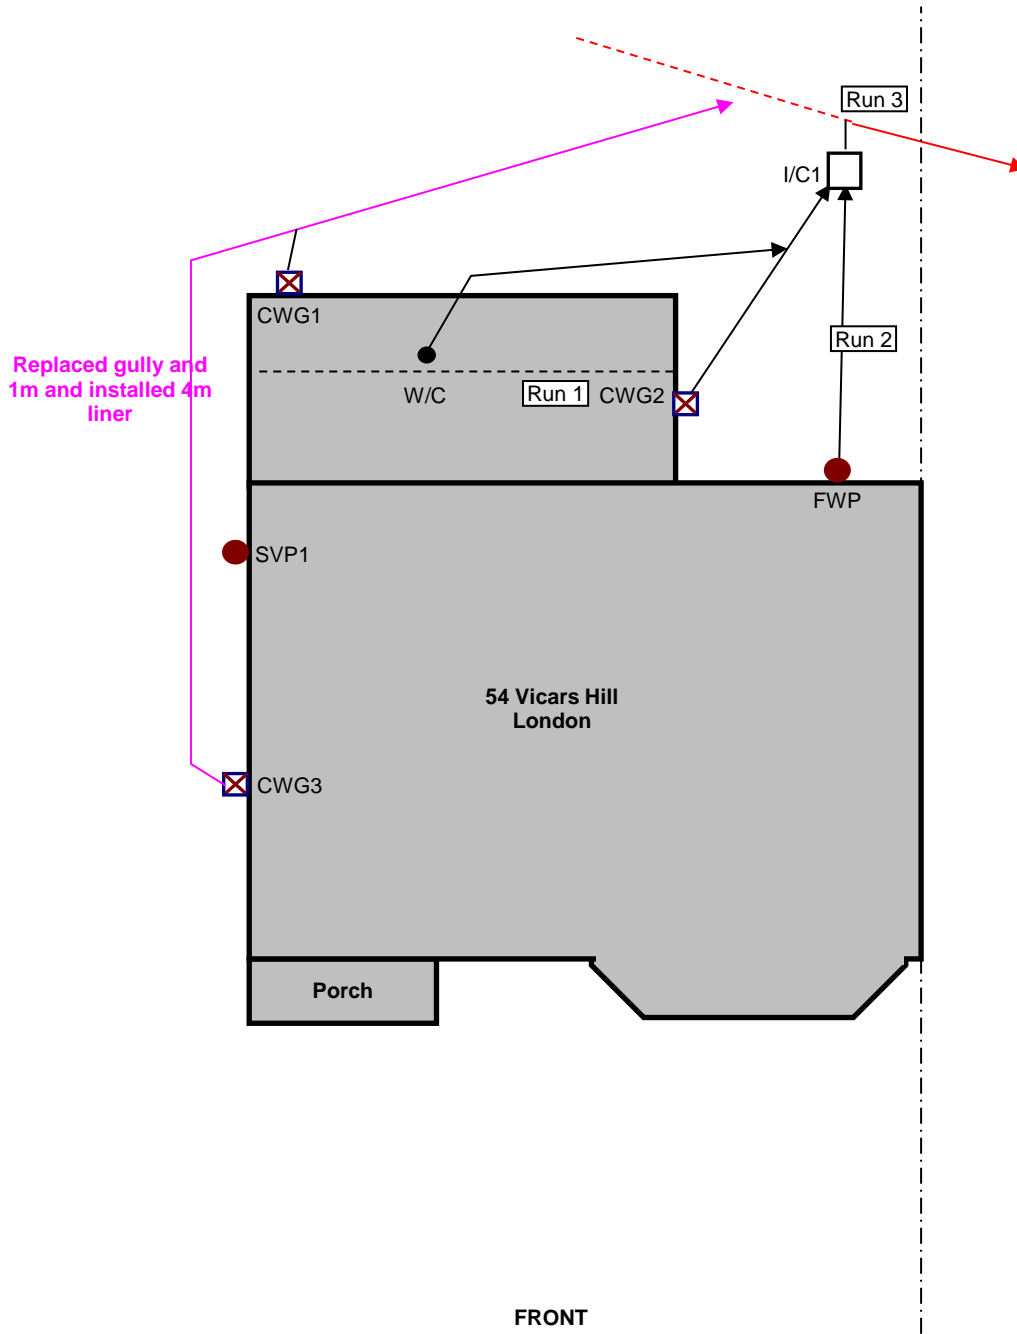 Run 3
I/C1
CWG1
Run 2
Replaced gully and
1m and installed 4m
liner
W/C
Run 1
CWG2
FWP
SVP1
54 Vicars Hill
London
CWG3
Porch
FRONT